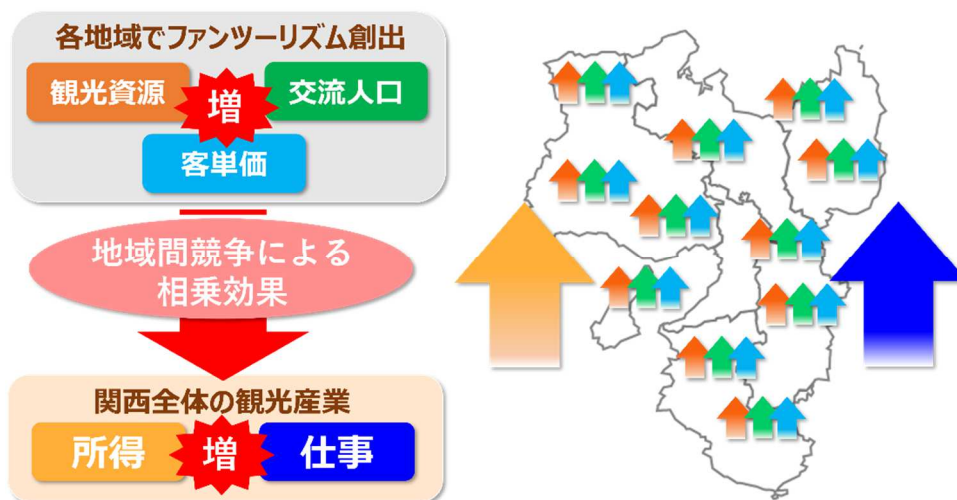 各地域でファンツーリズム創出
観光資源
増
交流人口
客単価
地域間競争による
相乗効果
関西全体の観光産業
所得
増
仕事